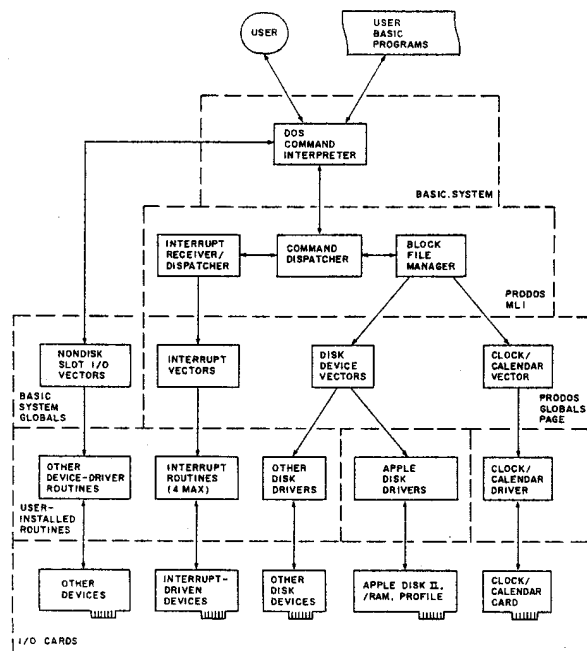 USER
USER
BASIC
PROGRAMS
DOS
COMMAND
INTERPRETER
BASIC.SYSTEM
INTERRUPT
RECEIVER/
DISPATCHER
COMMAND
DISPATCHER
BLOCK
FILE
MANAGER
PRODOS
MLI
NONDISK
SLOT I/O
VECTORS
INTERRUPT
VECTORS
DISK
DEVICE
VECTORS
CLOCK/
CALENDAR
VECTOR
BASIC
SYSTEM
GLOBALS
PRODOS
GLOBALS
PAGE
OTHER
DEVICE-DRIVER
ROUTINES
INTERRUPT
ROUTINES
(4 MAX)
OTHER
DISK
DRIVERS
APPLE
DISK
DRIVERS
CLOCK/
CALENDAR
DRIVER
USER-
INSTALLED
ROUTINES
OTHER
DEVICES
INTERRUPT-
DRIVEN
DEVICES
OTHER
DISK
DEVICES
APPLE DISK II,
/RAM, PROFILE
CLOCK/
CALENDAR
CARD
I/O CARDS